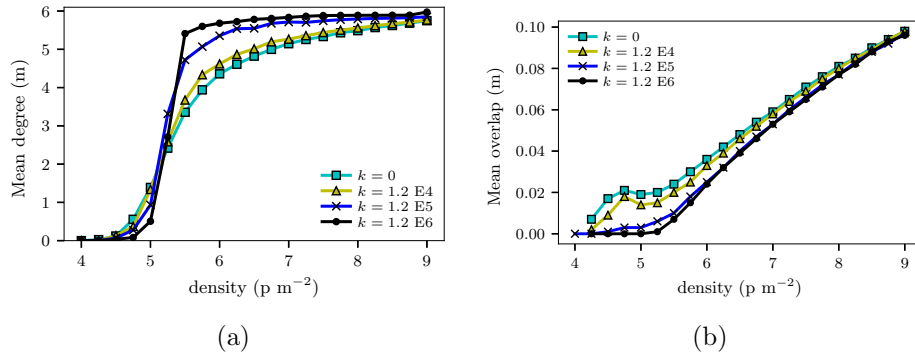 6
5
4
3
2
1
0
Mean degree (m)
k = 0
k = 1.2 E4
k = 1.2 E5
k = 1.2 E6
4 5 6 7 8 9
density (p m⁻²)
(a)
0.10
0.08
0.06
0.04
0.02
0.00
Mean overlap (m)
k = 0
k = 1.2 E4
k = 1.2 E5
k = 1.2 E6
4 5 6 7 8 9
density (p m⁻²)
(b)